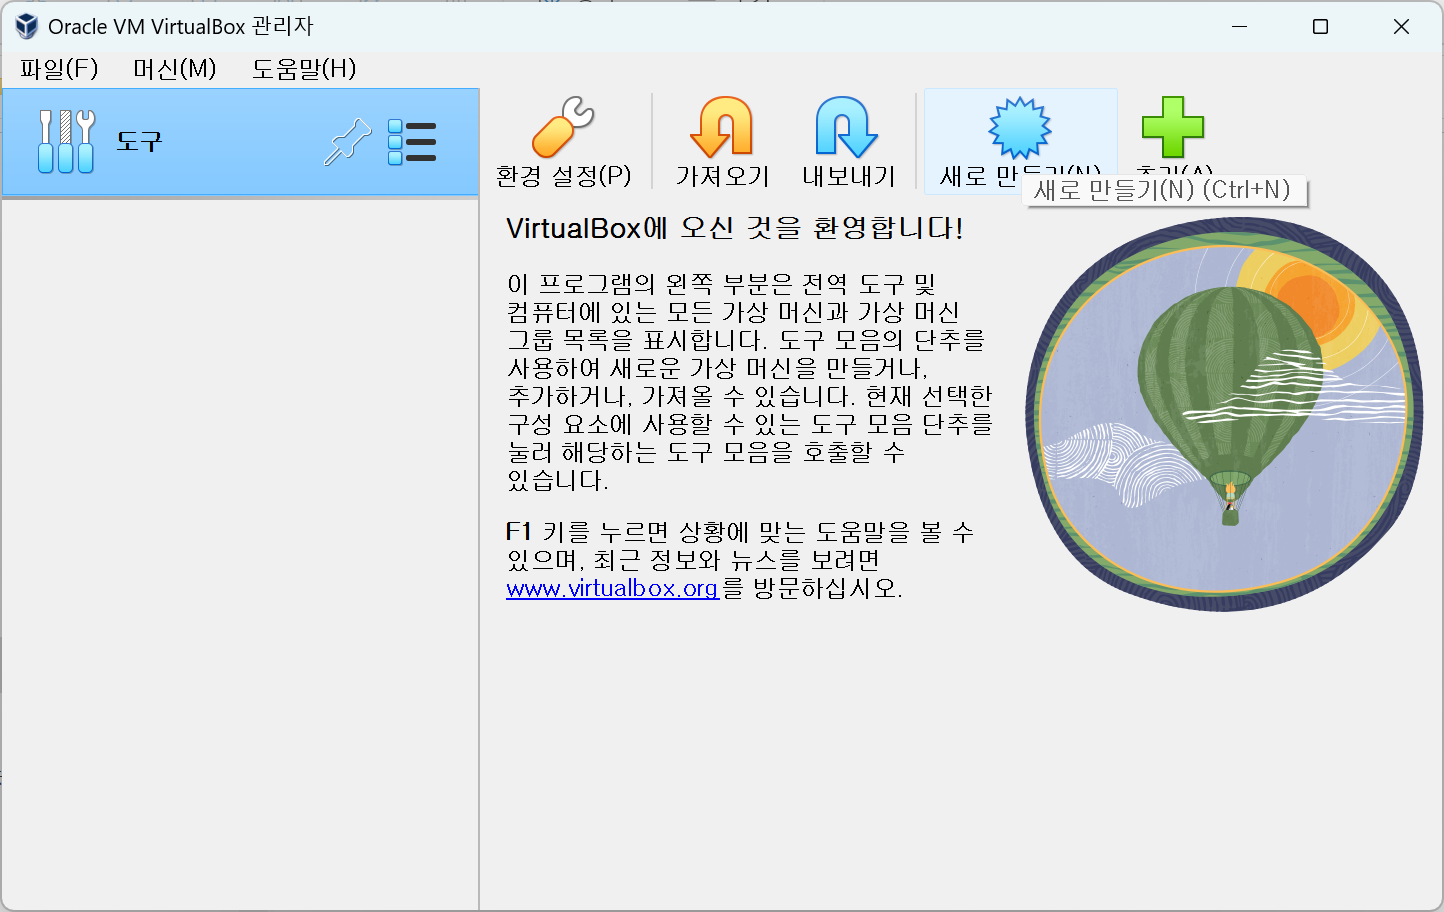 Oracle VM VirtualBox 관리자
파일(F) 머신(M) 도움말(H)
도구
환경 설정(P) 가져오기 내보내기 새로 만들기(N) 추가(A)
새로 만들기(N) (Ctrl+N)
VirtualBox에 오신 것을 환영합니다!
이 프로그램의 왼쪽 부분은 전역 도구 및
컴퓨터에 있는 모든 가상 머신과 가상 머신
그룹 목록을 표시합니다. 도구 모음의 단추를
사용하여 새로운 가상 머신을 만들거나,
추가하거나, 가져올 수 있습니다. 현재 선택한
구성 요소에 사용할 수 있는 도구 모음 단추를
눌러 해당하는 도구 모음을 호출할 수
있습니다.
F1 키를 누르면 상황에 맞는 도움말을 볼 수
있으며, 최근 정보와 뉴스를 보려면
www.virtualbox.org를 방문하십시오.